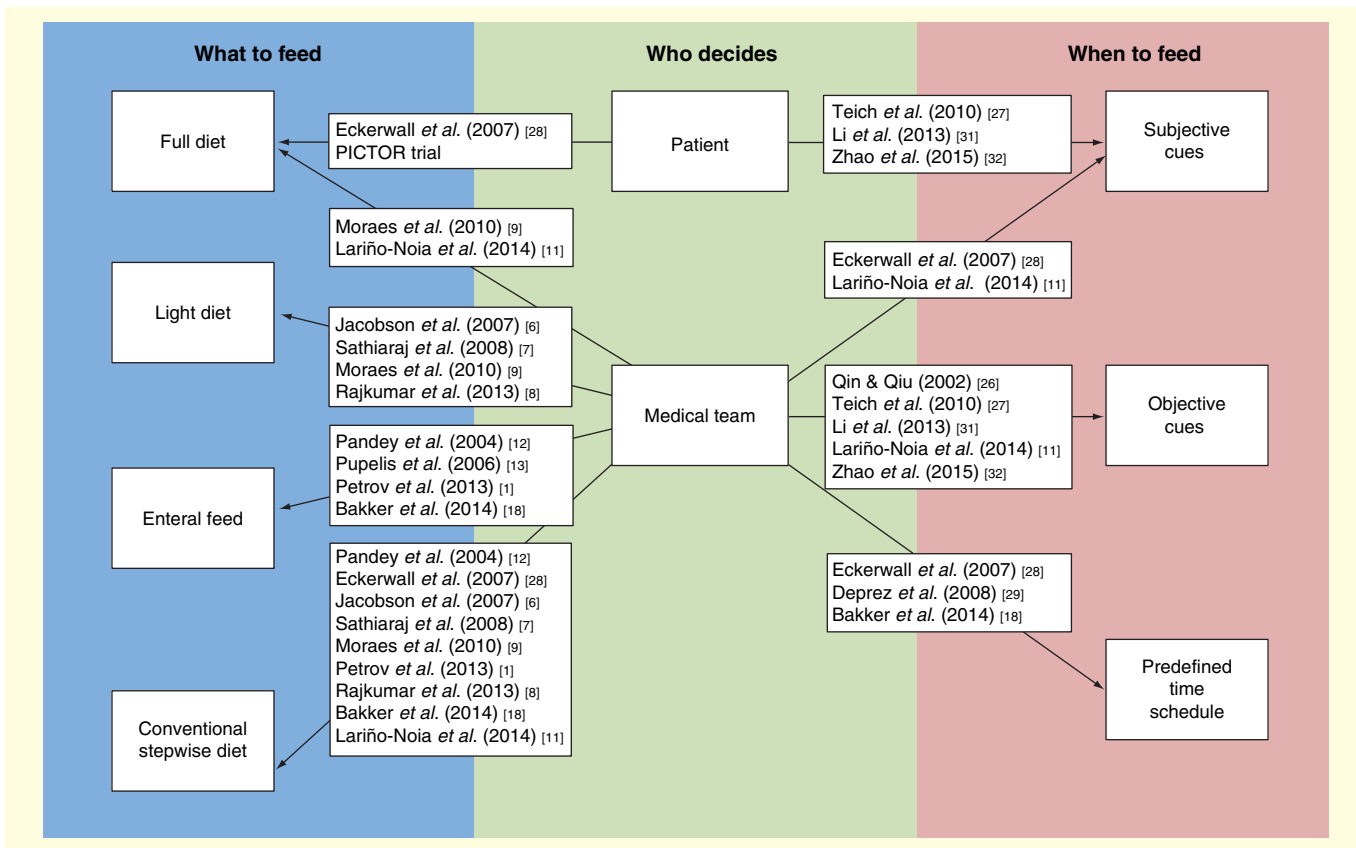 What to feed
Who decides
When to feed
Full diet
Eckerwall et al. (2007) [28]
PICTOR trial
Patient
Teich et al. (2010) [27]
Li et al. (2013) [31]
Zhao et al. (2015) [32]
Subjective
cues
Moraes et al. (2010) [9]
Lariño-Noia et al. (2014) [11]
Eckerwall et al. (2007) [28]
Lariño-Noia et al. (2014) [11]
Light diet
Jacobson et al. (2007) [6]
Sathiaraj et al. (2008) [7]
Moraes et al. (2010) [9]
Rajkumar et al. (2013) [8]
Medical team
Qin & Qiu (2002) [26]
Teich et al. (2010) [27]
Li et al. (2013) [31]
Lariño-Noia et al. (2014) [11]
Zhao et al. (2015) [32]
Objective
cues
Enteral feed
Pandey et al. (2004) [12]
Pupelis et al. (2006) [13]
Petrov et al. (2013) [1]
Bakker et al. (2014) [18]
Conventional
stepwise diet
Pandey et al. (2004) [12]
Eckerwall et al. (2007) [28]
Jacobson et al. (2007) [6]
Sathiaraj et al. (2008) [7]
Moraes et al. (2010) [9]
Petrov et al. (2013) [1]
Rajkumar et al. (2013) [8]
Bakker et al. (2014) [18]
Lariño-Noia et al. (2014) [11]
Eckerwall et al. (2007) [28]
Deprez et al. (2008) [29]
Bakker et al. (2014) [18]
Predefined
time
schedule